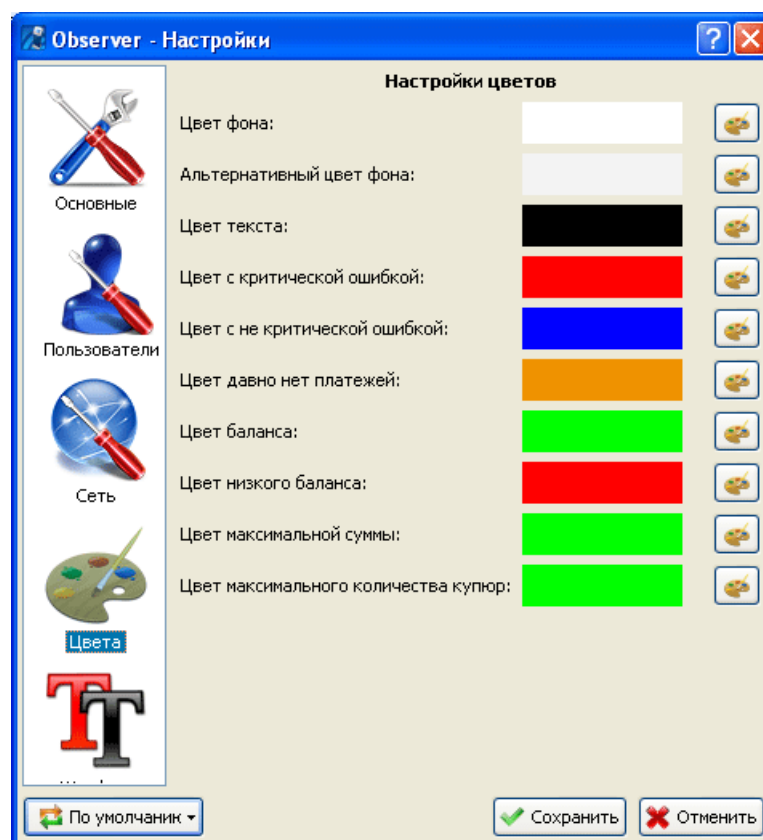 Observer - Настройки
Настройки цветов
Основные
Пользователи
Сеть
Цвета
Цвет фона:
Альтернативный цвет фона:
Цвет текста:
Цвет с критической ошибкой:
Цвет с не критической ошибкой:
Цвет давно нет платежей:
Цвет баланса:
Цвет низкого баланса:
Цвет максимальной суммы:
Цвет максимального количества купюр:
По умолчаник
Сохранить
Отменить